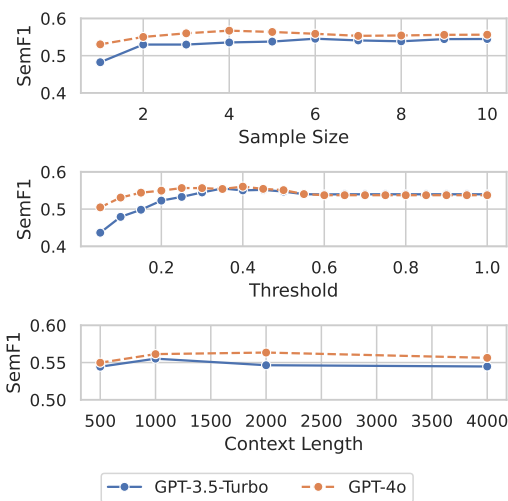 0.6
0.5
0.4
SemF1
2 4 6 8 10
Sample Size
0.6
0.5
0.4
SemF1
0.2 0.4 0.6 0.8 1.0
Threshold
0.60
0.55
0.50
SemF1
500 1000 1500 2000 2500 3000 3500 4000
Context Length
GPT-3.5-Turbo GPT-4o